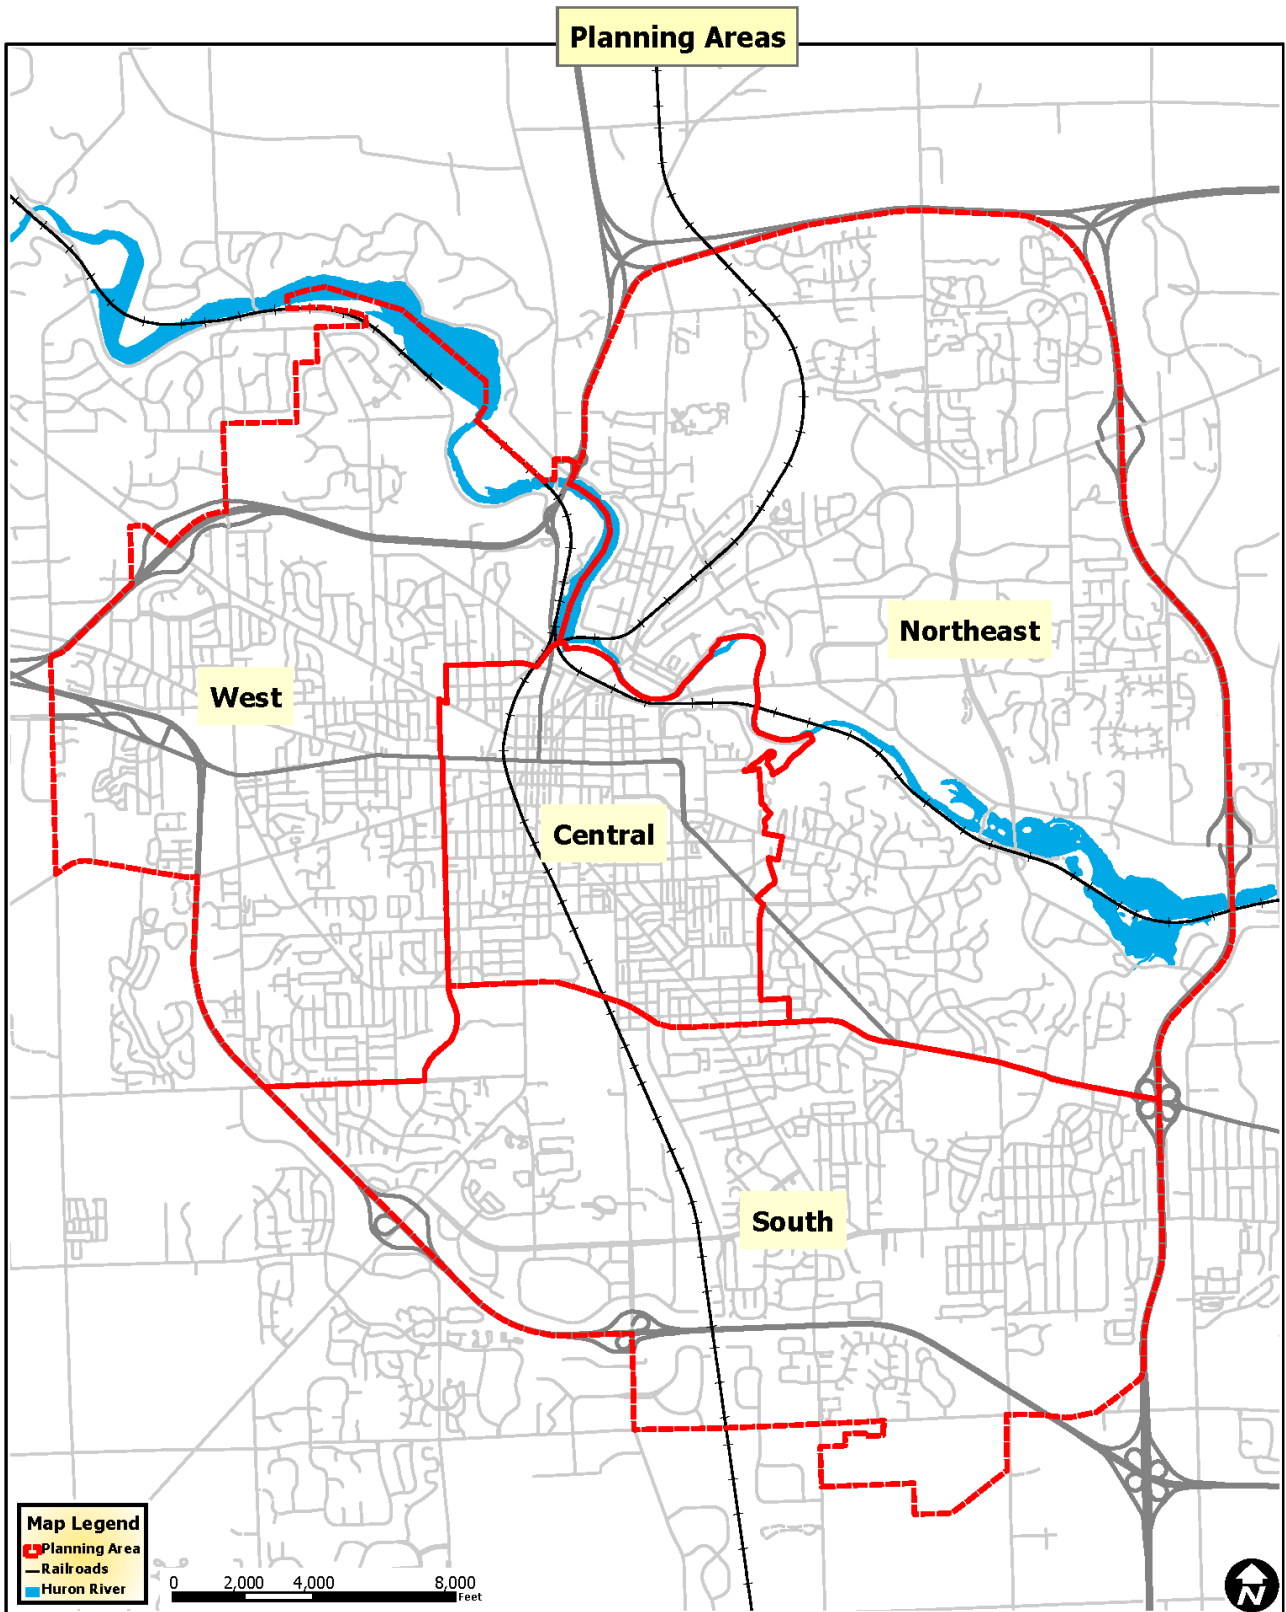 Planning Areas
Northeast
West
Central
South
Map Legend
Planning Area
Railroads
Huron River
0 2,000 4,000 8,000
Feet
N